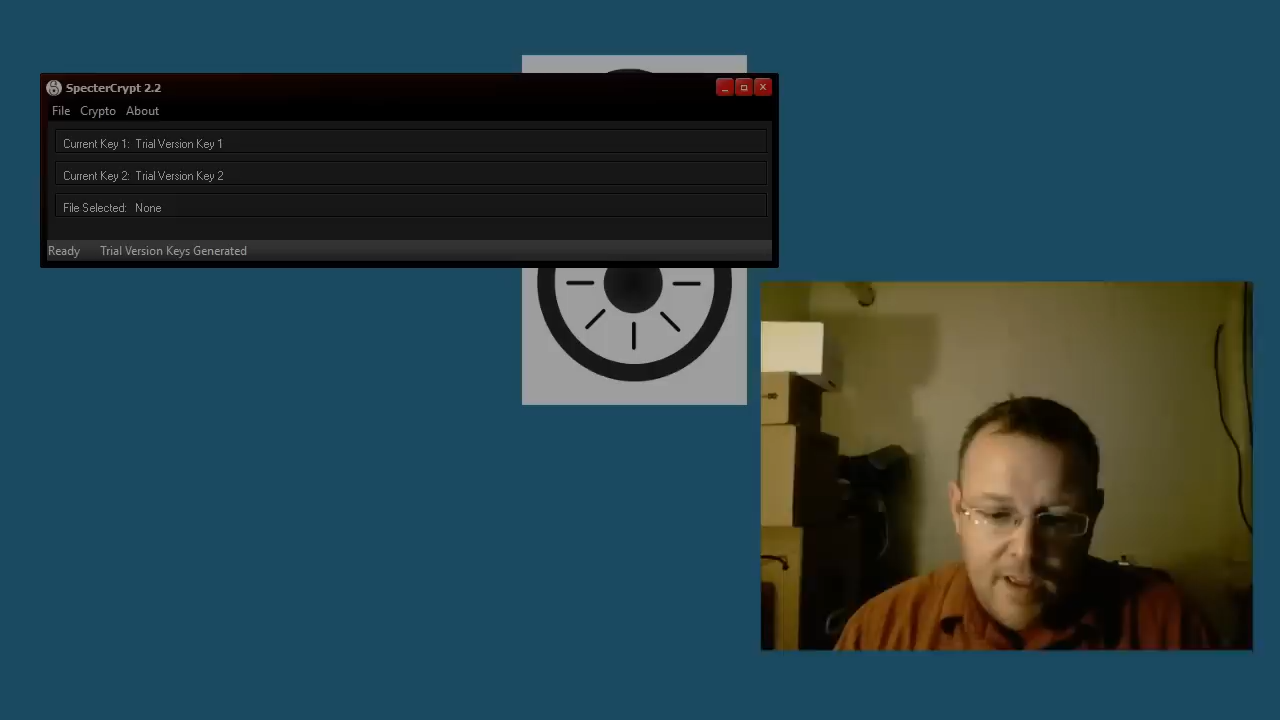 SpecterCrypt 2.2
File Crypto About
Current Key 1: Trial Version Key 1
Current Key 2: Trial Version Key 2
File Selected: None
Ready Trial Version Keys Generated